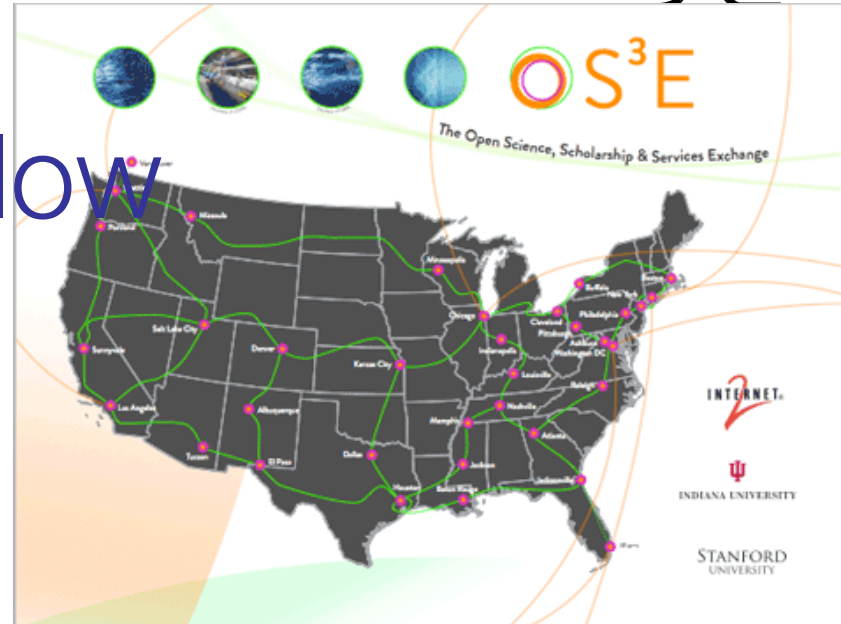 OS³E
The Open Science, Scholarship & Services Exchange
low
Missoula
Portland
Minneapolis
Boston
Buffalo
New York
Chicago
Cleveland
Philadelphia
Pittsburgh
Salt Lake City
Ashburn
Washington DC
Sunnyvale
Denver
Indianapolis
Kansas City
Louisville
Raleigh
Los Angeles
Albuquerque
Nashville
Memphis
Atlanta
Tucson
El Paso
Dallas
Jackson
Houston
Baton Rouge
Jacksonville
Miami
INTERNET2
INDIANA UNIVERSITY
STANFORD
UNIVERSITY